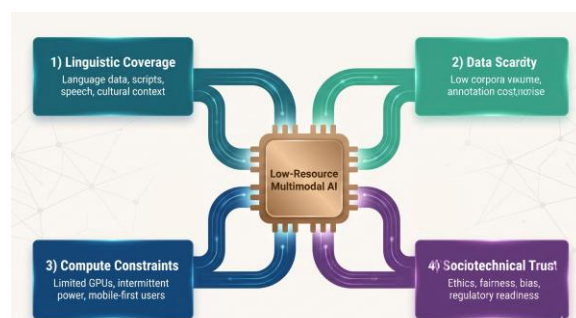 1) Linguistic Coverage
Language data, scripts,
speech, cultural context
2) Data Scardty
Low corpora vxume,
annotation cost,noise
Low-Resource
Multimodal AI
3) Compute Constraints
Limited GPUs, intermittent
power, mobile-first users
4) Sociotechnical Trust
Ethics, fairness, bias,
regulatory readiness